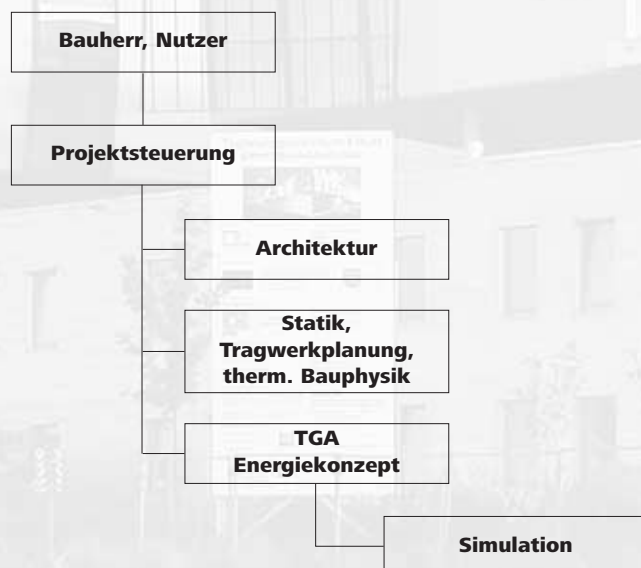 Bauherr, Nutzer
Projektsteuerung
Architektur
Statik,
Tragwerkplanung,
therm. Bauphysik
TGA
Energiekonzept
Simulation